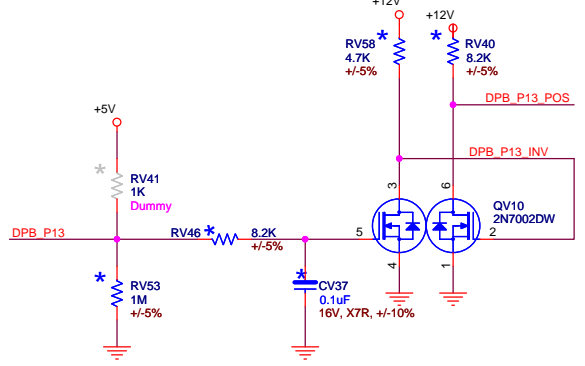 +12V
+12V
*
RV58
4.7K
+/-5%
*
RV40
8.2K
+/-5%
DPB_P13_POS
+5V
DPB_P13_INV
*
RV41
1K
Dummy
3
6
QV10
2N7002DW
DPB_P13
RV46
*
8.2K
+/-5%
5
2
*
RV53
1M
+/-5%
*
CV37
0.1uF
16V, X7R, +/-10%
4
1